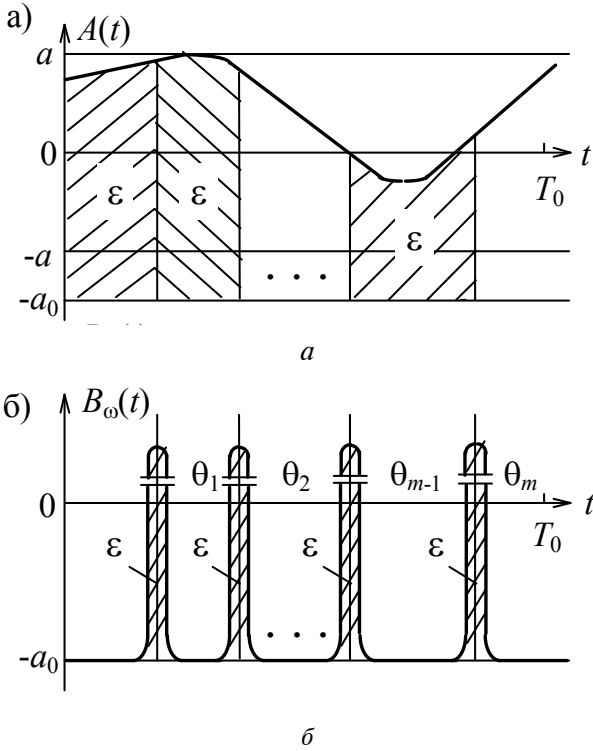 а) A(t)
a
0
t
T₀
ε
ε
ε
-a
. . .
-a₀
а
б) Bω(t)
θ₁ θ₂ θₘ₋₁ θₘ
0
t
T₀
ε ε ε ε
. . .
-a₀
б